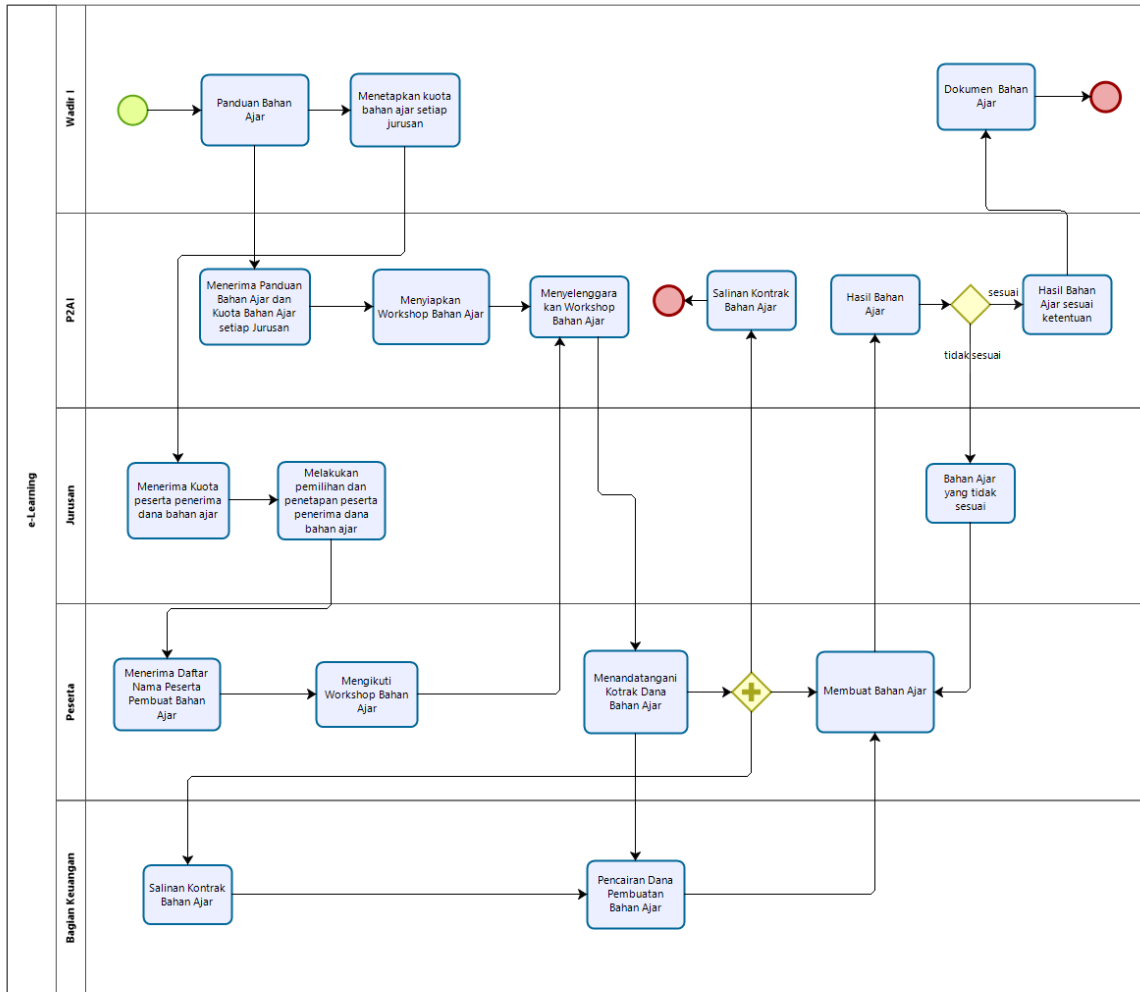 e-Learning
Wadir I
Panduan Bahan
Ajar
Menetapkan kuota
bahan ajar setiap
jurusan
Dokumen Bahan
Ajar
P2AI
Menerima Panduan
Bahan Ajar dan
Kuota Bahan Ajar
setiap Jurusan
Menyiapkan
Workshop Bahan Ajar
Menyelenggara
kan Workshop
Bahan Ajar
Salinan Kontrak
Bahan Ajar
Hasil Bahan
Ajar
sesuai
Hasil Bahan
Ajar sesuai
ketentuan
tidak sesuai
Jurusan
Menerima Kuota
peserta penerima
dana bahan ajar
Melakukan
pemilihan dan
penetapan peserta
penerima dana
bahan ajar
Bahan Ajar
yang tidak
sesuai
Peserta
Menerima Daftar
Nama Peserta
Pembuat Bahan
Ajar
Mengikuti
Workshop Bahan
Ajar
Menandatangani
Kotrak Dana
Bahan Ajar
Membuat Bahan Ajar
Bagian Keuangan
Salinan Kontrak
Bahan Ajar
Pencairan Dana
Pembuatan
Bahan Ajar